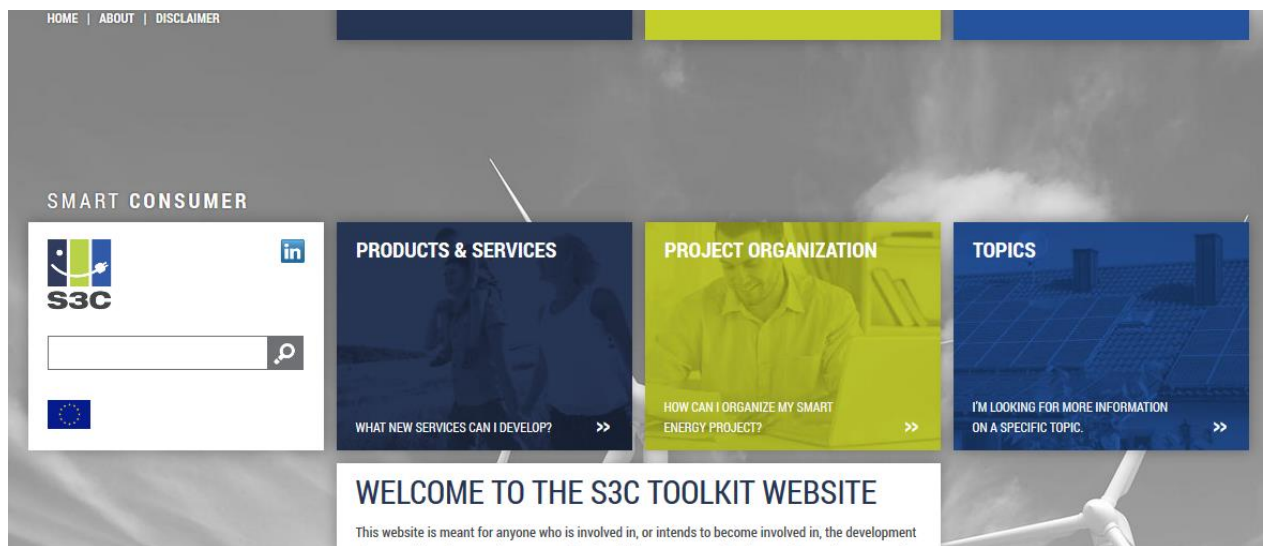 HOME | ABOUT | DISCLAIMER
SMART CONSUMER
in
S3C
PRODUCTS & SERVICES
WHAT NEW SERVICES CAN I DEVELOP? >>
PROJECT ORGANIZATION
HOW CAN I ORGANIZE MY SMART
ENERGY PROJECT? >>
TOPICS
I'M LOOKING FOR MORE INFORMATION
ON A SPECIFIC TOPIC. >>
WELCOME TO THE S3C TOOLKIT WEBSITE
This website is meant for anyone who is involved in, or intends to become involved in, the development